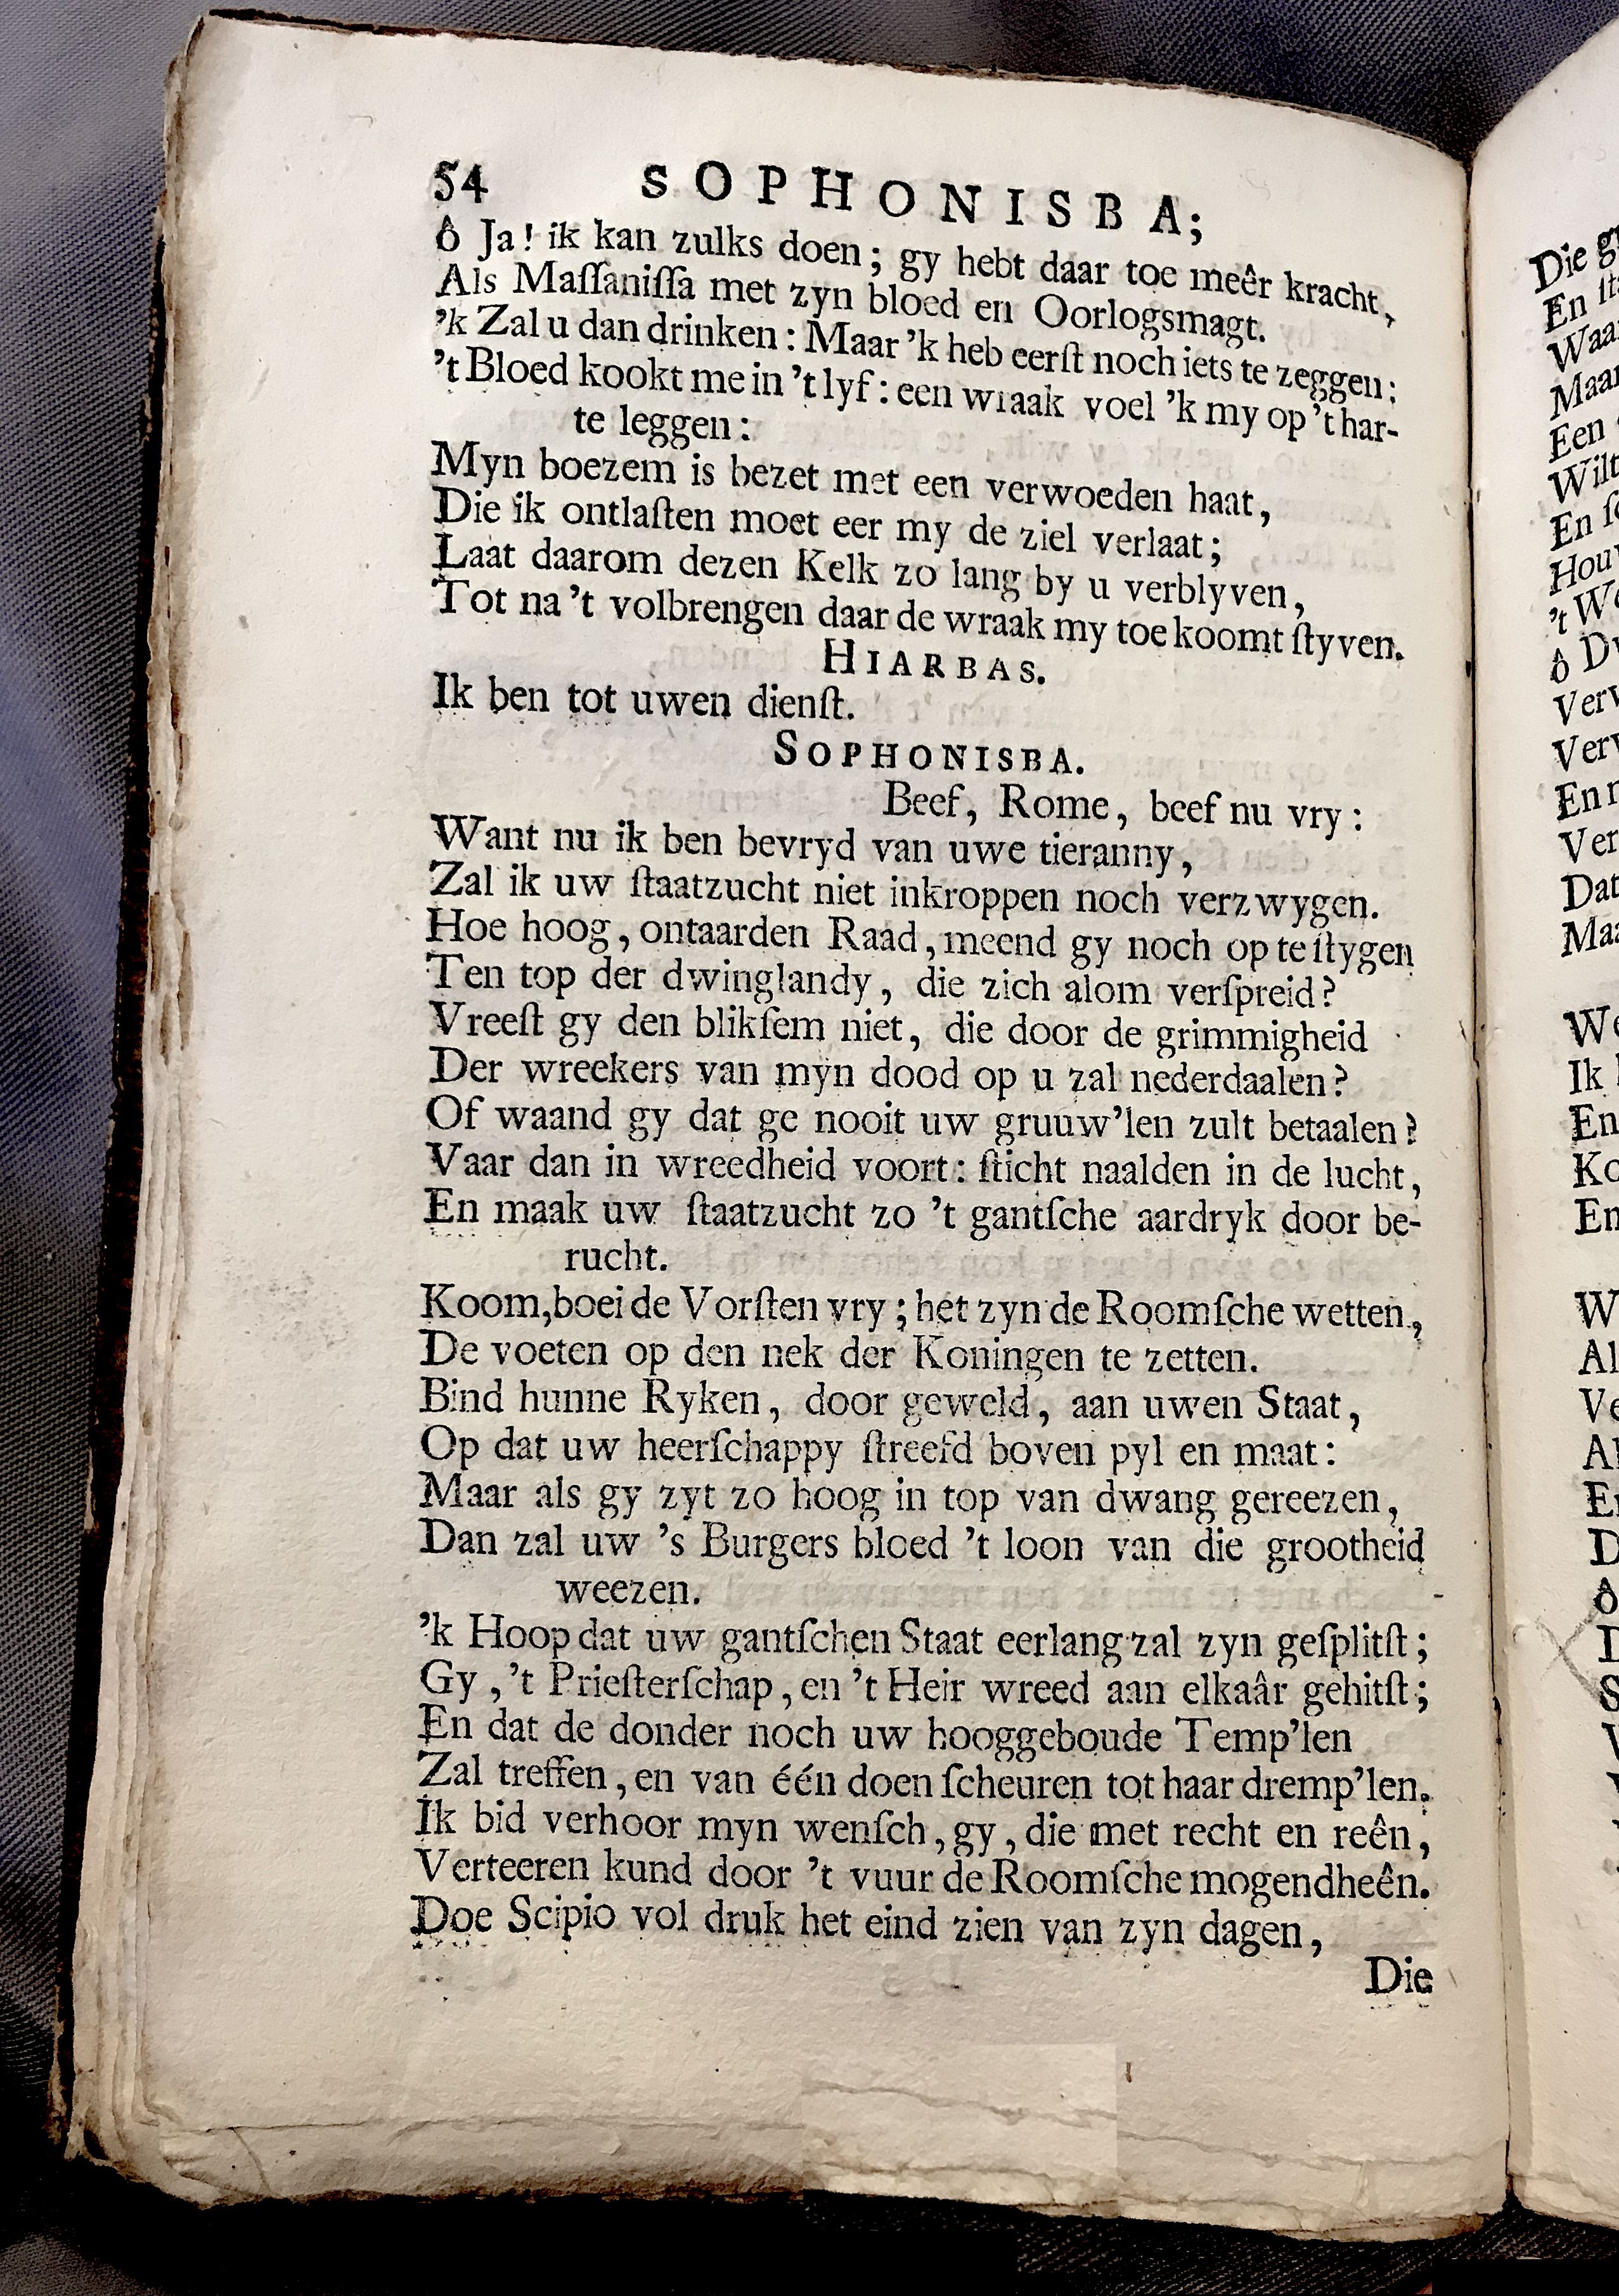 54 SOPHONISBA;
ô Ja! ik kan zulks doen; gy hebt daar toe meêr kracht,
Als Maſſaniſſa met zyn bloed en Oorlogsmagt.
'k Zal u dan drinken: Maar 'k heb eerſt noch iets te zeggen:
't Bloed kookt me in 't lyf: een wraak voel 'k my op 't har-
te leggen:
Myn boezem is bezet met een verwoeden haat,
Die ik ontlaſten moet eer my de ziel verlaat;
Laat daarom dezen Kelk zo lang by u verblyven,
Tot na 't volbrengen daar de wraak my toe koomt ſtyven.
HIARBAS.
Ik ben tot uwen dienſt.
SOPHONISBA.
Beef, Rome, beef nu vry:
Want nu ik ben bevryd van uwe tieranny,
Zal ik uw ſtaatzucht niet inkroppen noch verzwygen.
Hoe hoog, ontaarden Raad, meend gy noch op te ſtygen
Ten top der dwinglandy, die zich alom verſpreid?
Vreeſt gy den blikſem niet, die door de grimmigheid
Der wreekers van myn dood op u zal nederdaalen?
Of waand gy dat ge nooit uw gruuw'len zult betaalen?
Vaar dan in wreedheid voort: ſticht naalden in de lucht,
En maak uw ſtaatzucht zo 't gantſche aardryk door be-
rucht.
Koom, boei de Vorſten vry; het zyn de Roomſche wetten,
De voeten op den nek der Koningen te zetten.
Bind hunne Ryken, door geweld, aan uwen Staat,
Op dat uw heerſchappy ſtreefd boven pyl en maat:
Maar als gy zyt zo hoog in top van dwang gereezen,
Dan zal uw 's Burgers bloed 't loon van die grootheid
weezen.
'k Hoop dat uw gantſchen Staat eerlang zal zyn geſplitſt;
Gy, 't Prieſterſchap, en 't Heir wreed aan elkaâr gehitſt;
En dat de donder noch uw hooggeboude Temp'len
Zal treffen, en van één doen ſcheuren tot haar dremp'len.
Ik bid verhoor myn wenſch, gy, die met recht en reên,
Verteeren kund door 't vuur de Roomſche mogendheên.
Doe Scipio vol druk het eind zien van zyn dagen,
Die